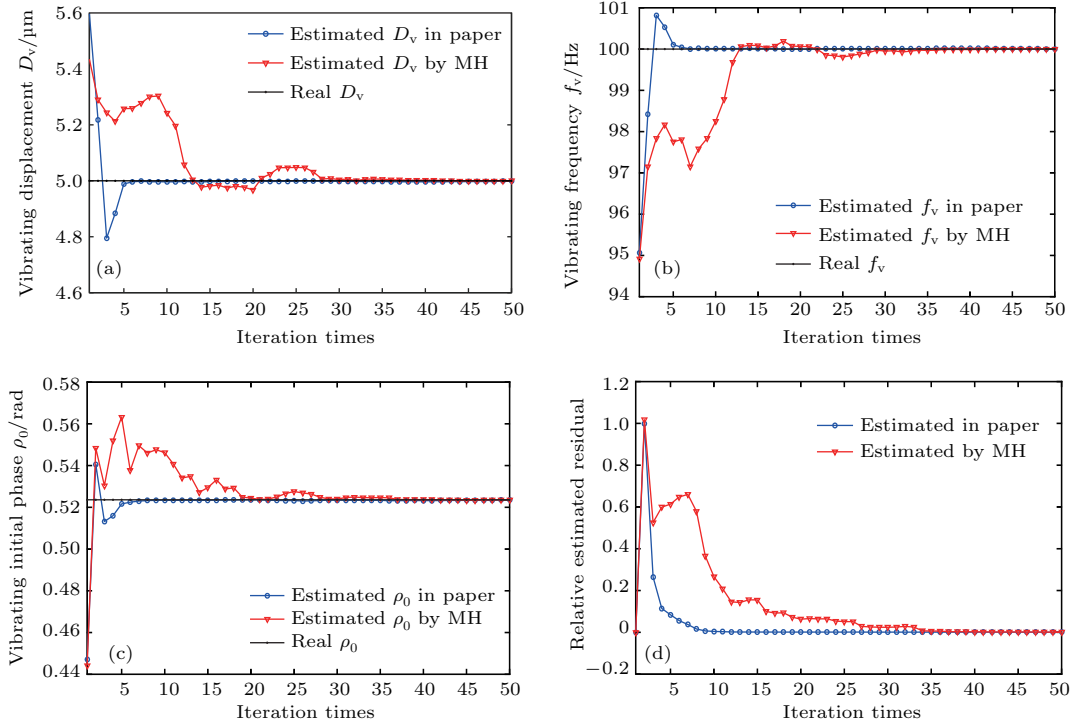 Vibrating displacement Dv/μm
5.6
5.4
5.2
5.0
4.8
4.6
Estimated Dv in paper
Estimated Dv by MH
Real Dv
(a)
5 10 15 20 25 30 35 40 45 50
Iteration times
Vibrating frequency fv/Hz
101
100
99
98
97
96
95
94
Estimated fv in paper
Estimated fv by MH
Real fv
(b)
5 10 15 20 25 30 35 40 45 50
Iteration times
Vibrating initial phase ρ0/rad
0.58
0.56
0.54
0.52
0.50
0.48
0.46
0.44
Estimated ρ0 in paper
Estimated ρ0 by MH
Real ρ0
(c)
5 10 15 20 25 30 35 40 45 50
Iteration times
Relative estimated residual
1.2
1.0
0.8
0.6
0.4
0.2
0
−0.2
Estimated in paper
Estimated by MH
(d)
5 10 15 20 25 30 35 40 45 50
Iteration times